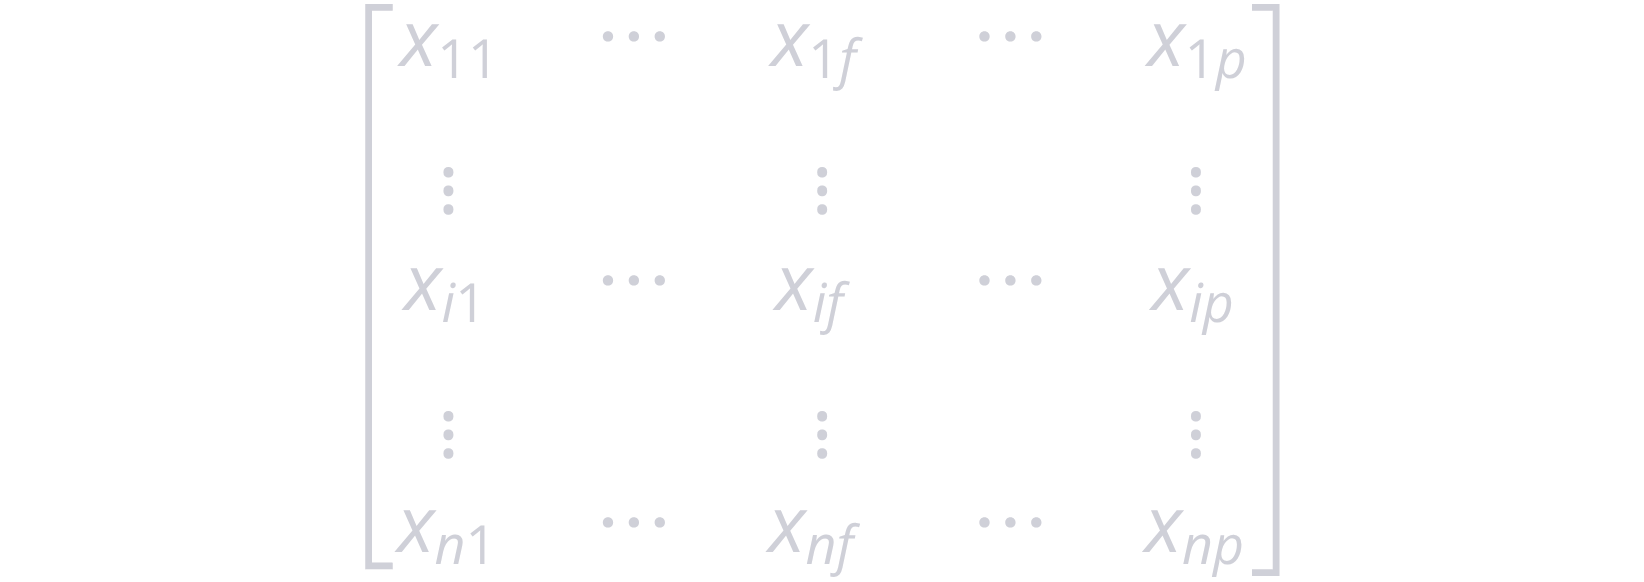 x11 ⋯ x1f ⋯ x1p
⋮ ⋮ ⋮
xi1 ⋯ xif ⋯ xip
⋮ ⋮ ⋮
xn1 ⋯ xnf ⋯ xnp